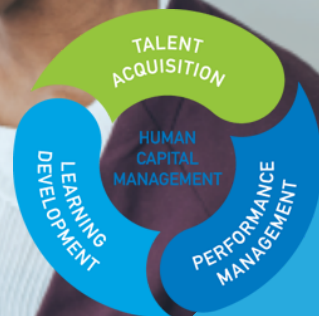 TALENT
ACQUISITION
HUMAN
CAPITAL
MANAGEMENT
LEARNING
DEVELOPMENT
PERFORMANCE
MANAGEMENT